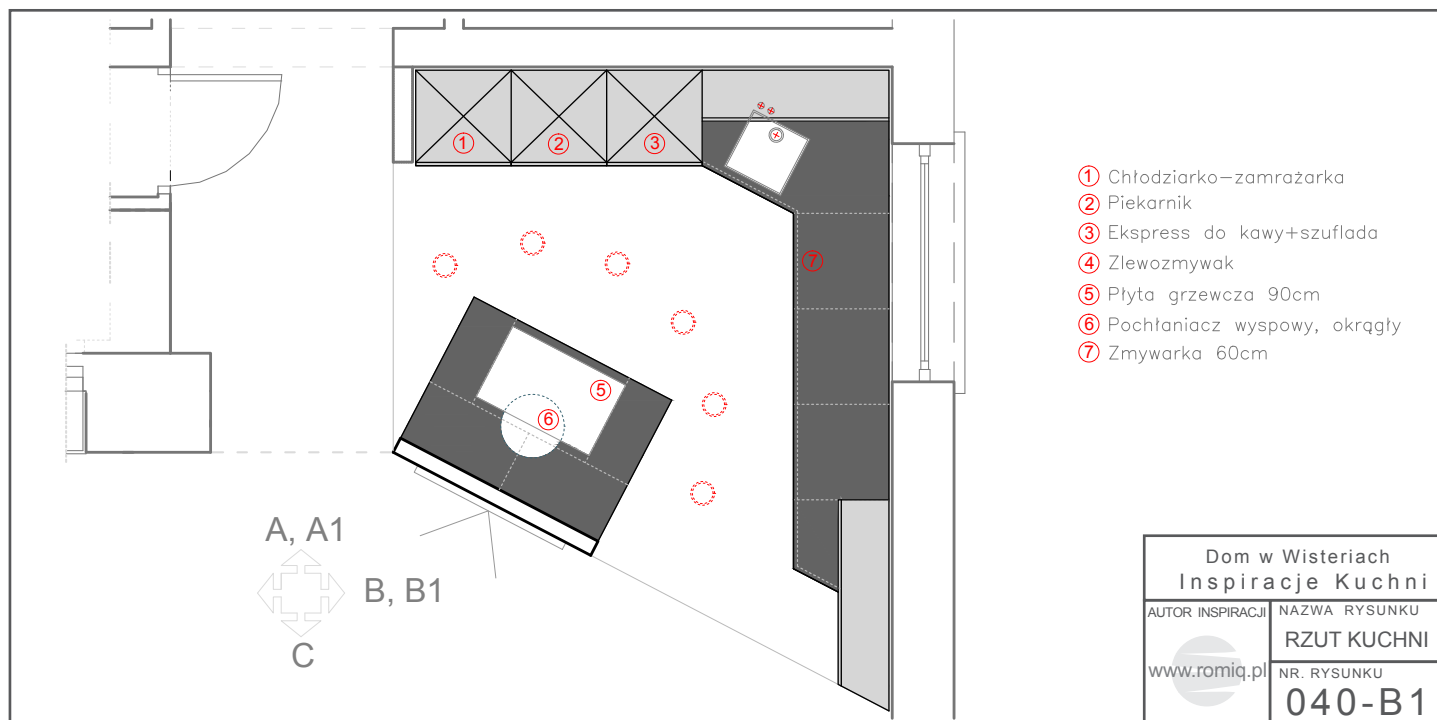 1 2 3
7
5
6
A, A1
B, B1
C
1 Chłodziarko–zamrażarka
2 Piekarnik
3 Ekspress do kawy+szuflada
4 Zlewozmywak
5 Płyta grzewcza 90cm
6 Pochłaniacz wyspowy, okrągły
7 Zmywarka 60cm
Dom w Wisteriach
Inspiracje Kuchni
AUTOR INSPIRACJI
www.romiq.pl
NAZWA RYSUNKU
RZUT KUCHNI
NR. RYSUNKU
040-B1